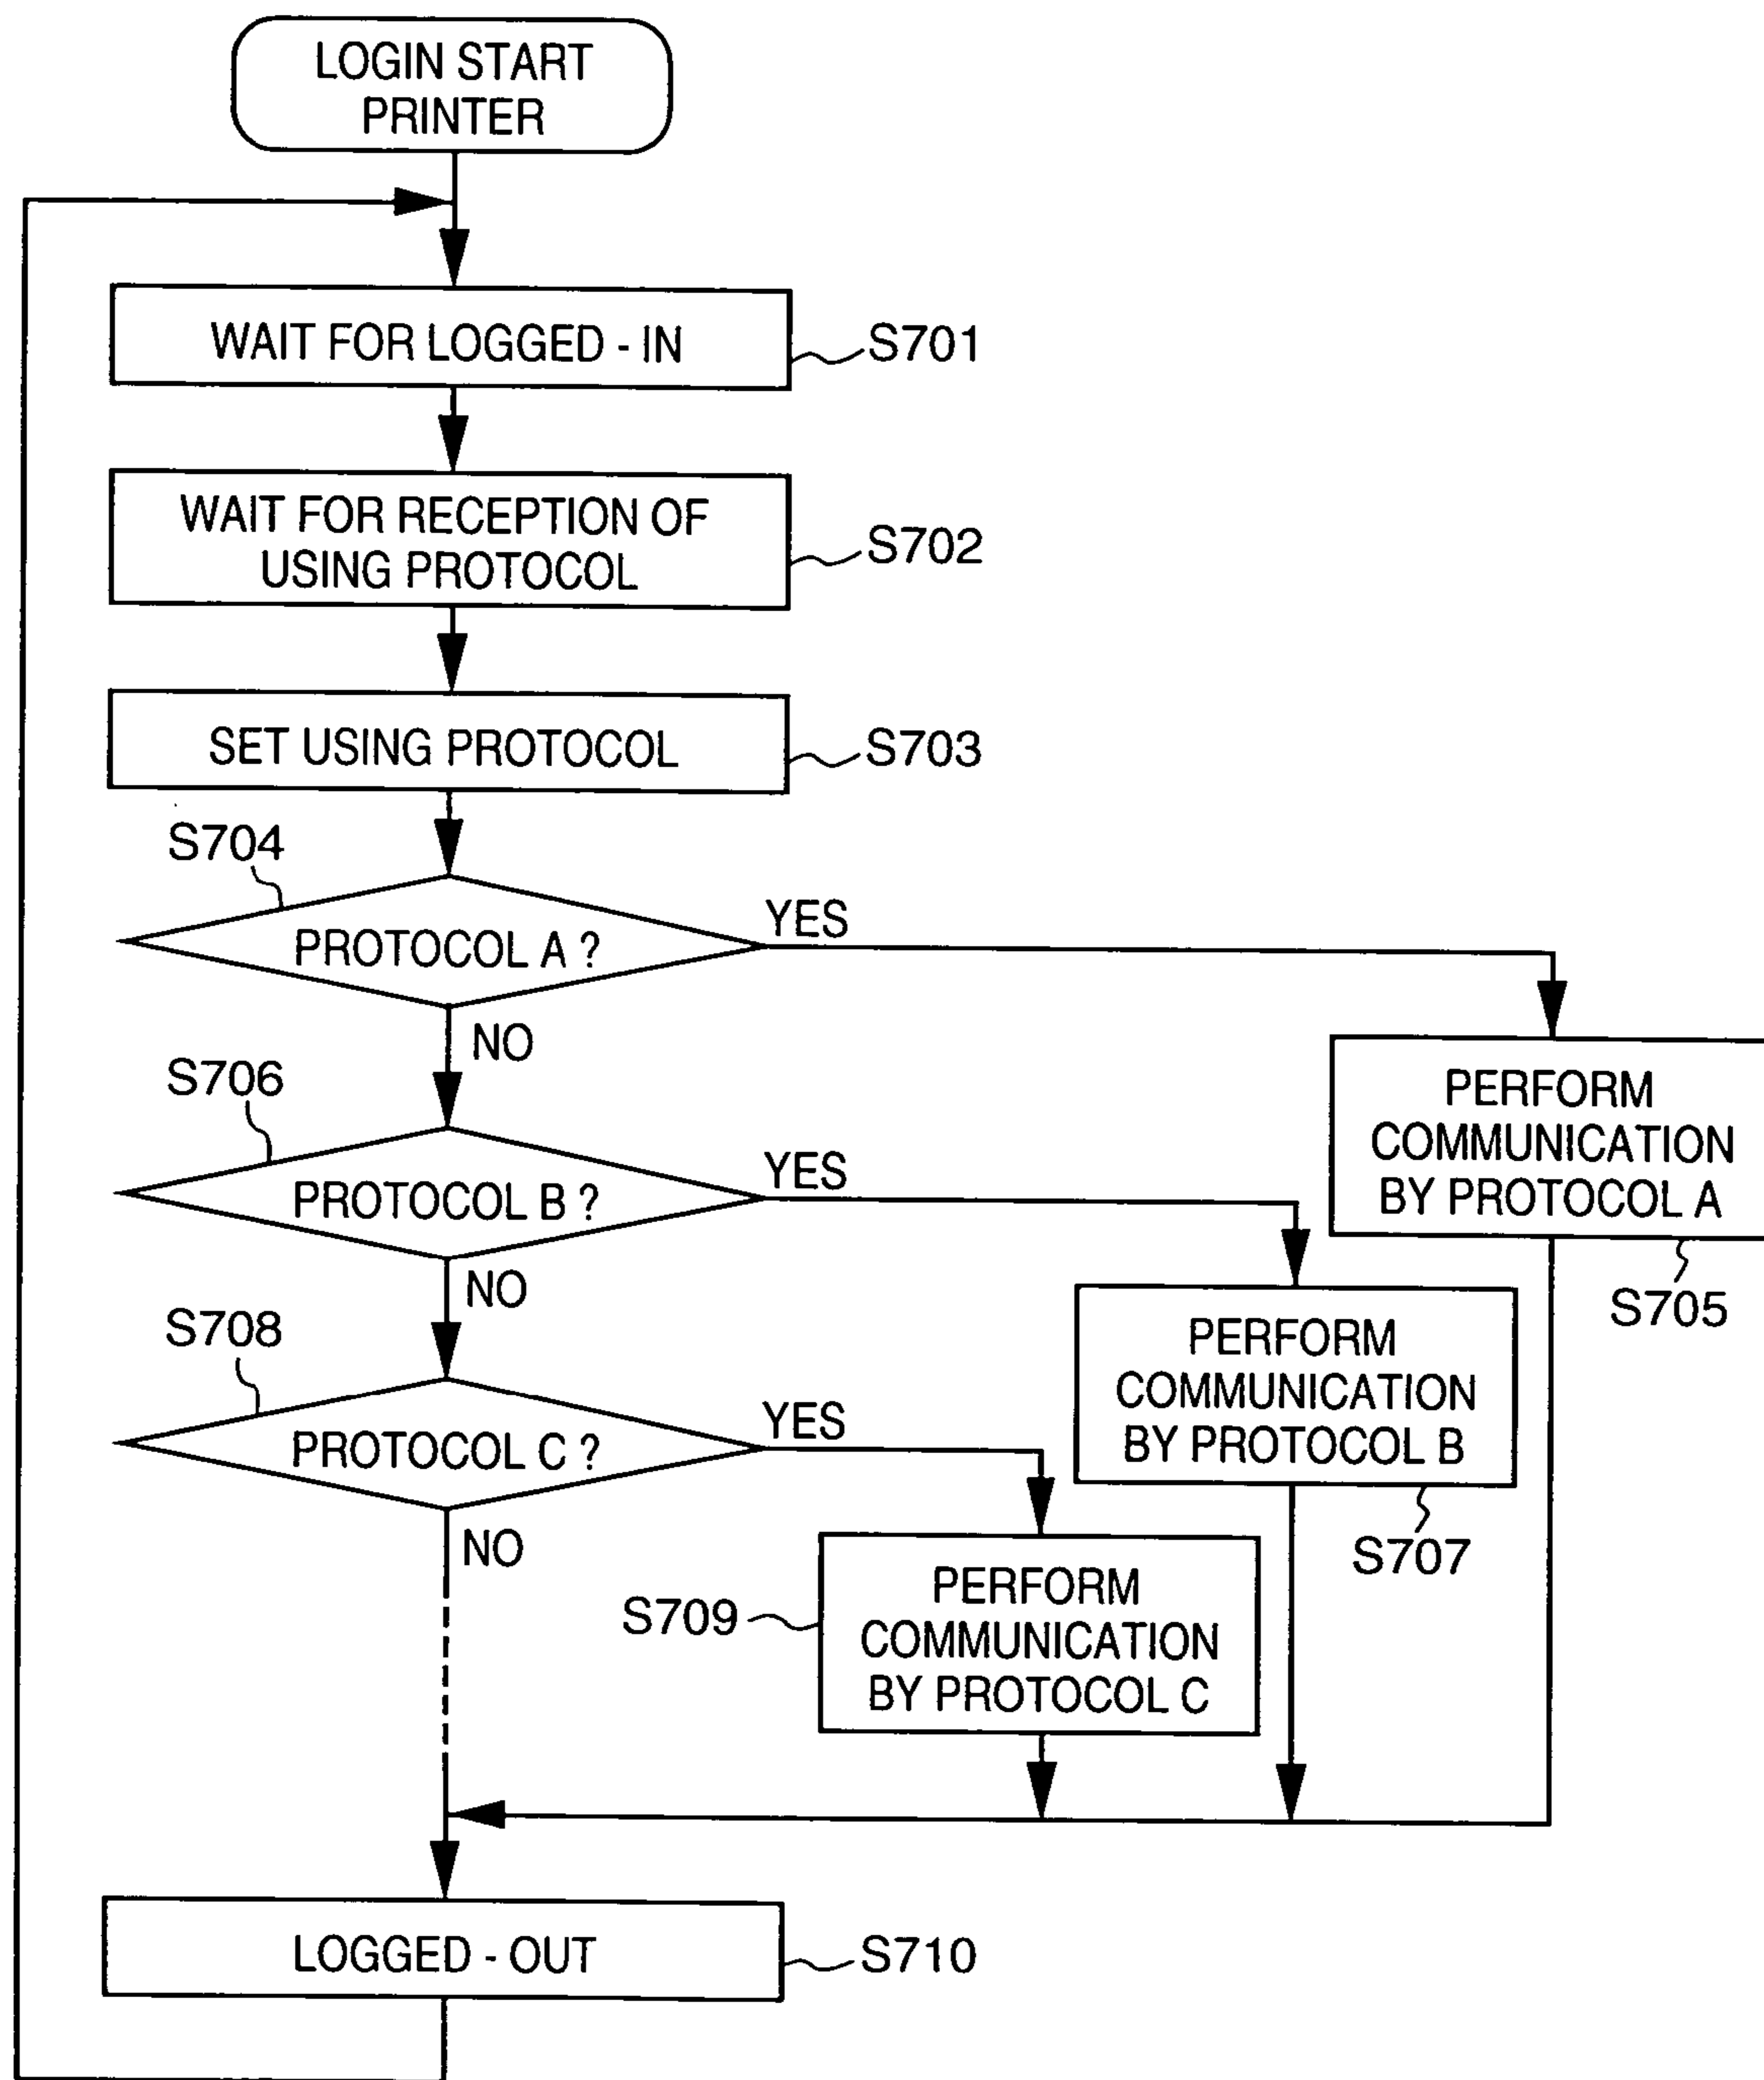 LOGIN START
PRINTER
WAIT FOR LOGGED - IN
S701
WAIT FOR RECEPTION OF
USING PROTOCOL
S702
SET USING PROTOCOL
S703
S704
PROTOCOL A ?
YES
NO
PERFORM
COMMUNICATION
BY PROTOCOL A
S705
S706
PROTOCOL B ?
YES
NO
PERFORM
COMMUNICATION
BY PROTOCOL B
S707
S708
PROTOCOL C ?
YES
NO
PERFORM
COMMUNICATION
BY PROTOCOL C
S709
LOGGED - OUT
S710